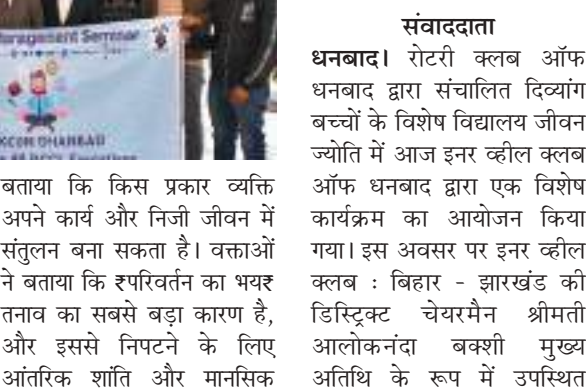 Management Seminar
बताया कि किस प्रकार व्यक्ति
अपने कार्य और निजी जीवन में
संतुलन बना सकता है। वक्ताओं
ने बताया कि ₹परिवर्तन का भय₹
तनाव का सबसे बड़ा कारण है,
और इससे निपटने के लिए
आंतरिक शांति और मानसिक
संवाददाता
धनबाद। रोटरी क्लब ऑफ
धनबाद द्वारा संचालित दिव्यांग
बच्चों के विशेष विद्यालय जीवन
ज्योति में आज इनर व्हील क्लब
ऑफ धनबाद द्वारा एक विशेष
कार्यक्रम का आयोजन किया
गया। इस अवसर पर इनर व्हील
क्लब : बिहार - झारखंड की
डिस्ट्रिक्ट चेयरमैन श्रीमती
आलोकनंदा बक्शी मुख्य
अतिथि के रूप में उपस्थित